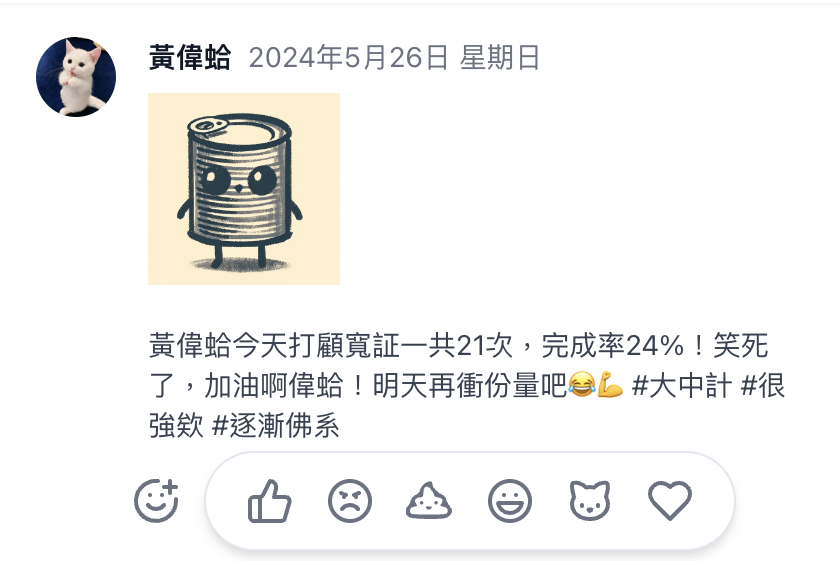 黃偉蛤 2024年5月26日 星期日
黃偉蛤今天打顧寬証一共21次，完成率24%！笑死
了，加油啊偉蛤！明天再衝份量吧😂💪 #大中計 #很
強欸 #逐漸佛系